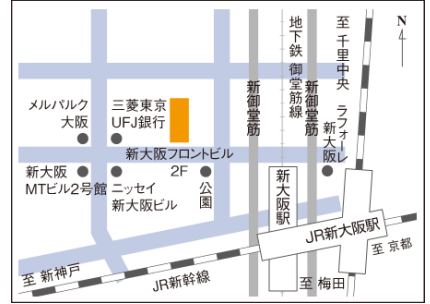 至 千里中央
N
地下鉄 御堂筋線
新御堂筋
新御堂筋
ラフォーレ
新大阪
メルパルク
大阪
三菱東京
UFJ銀行
新大阪フロントビル
2F
新大阪
MTビル2号館
ニッセイ
新大阪ビル
公園
新大阪駅
JR新大阪駅
至 京都
至 新神戸
JR新幹線
至 梅田